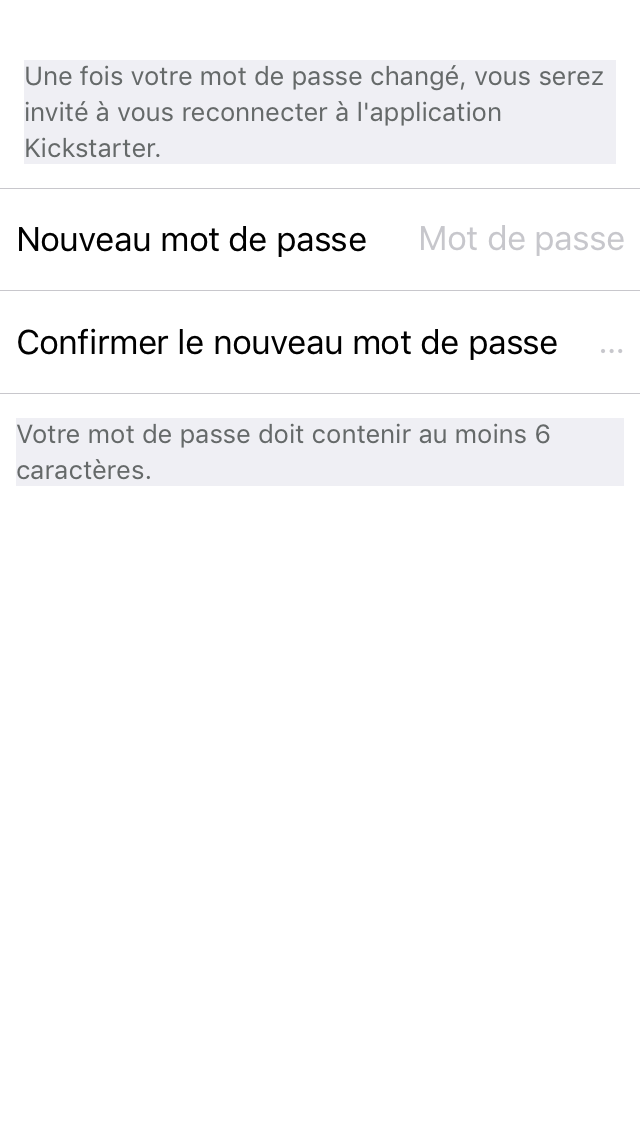 Une fois votre mot de passe changé, vous serez
invité à vous reconnecter à l'application
Kickstarter.
Nouveau mot de passe Mot de passe
Confirmer le nouveau mot de passe ...
Votre mot de passe doit contenir au moins 6
caractères.